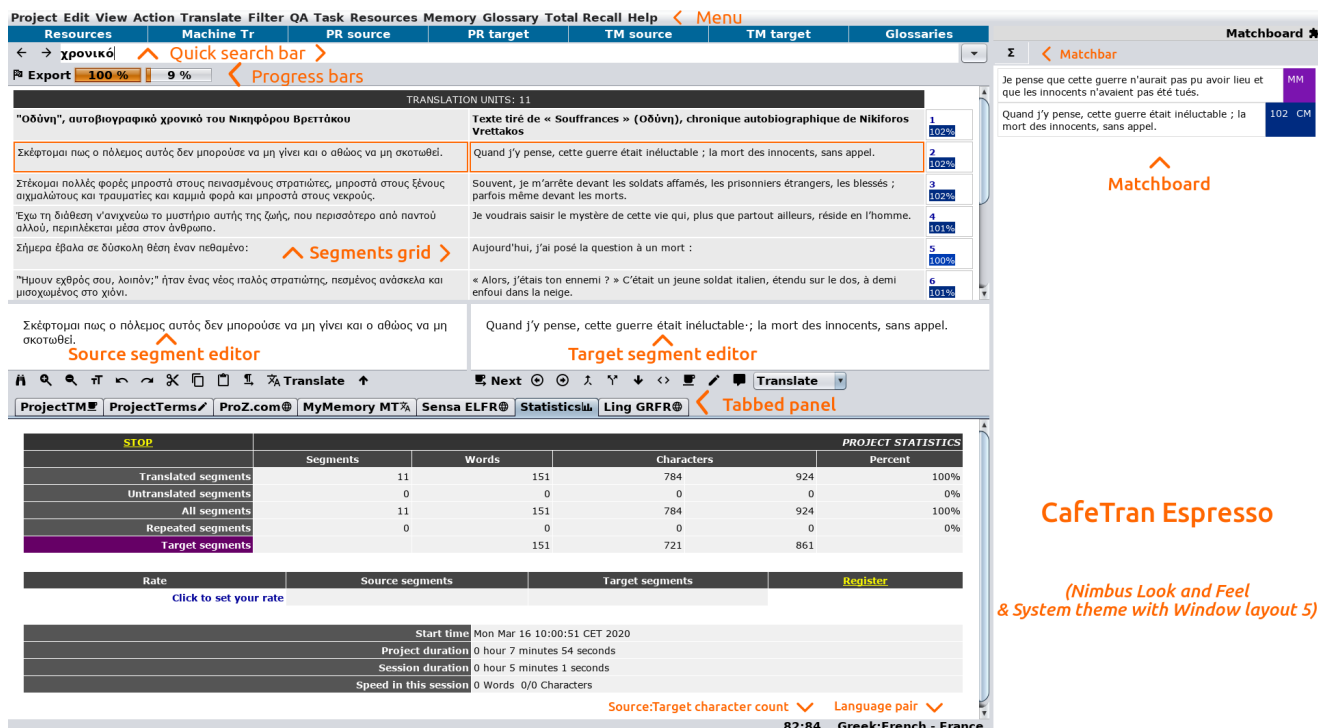 Project Edit View Action Translate Filter QA Task Resources Memory Glossary Total Recall Help Menu
Resources Machine Tr PR source PR target TM source TM target Glossaries Matchboard
χρονικό Quick search bar
Σ Matchbar
Export 100 % 9 % Progress bars
Je pense que cette guerre n'aurait pas pu avoir lieu et
que les innocents n'avaient pas été tués.
MM
Quand j’y pense, cette guerre était inéluctable ; la
mort des innocents, sans appel.
102 CM
Matchboard
TRANSLATION UNITS: 11
"Οδύνη", αυτοβιογραφικό χρονικό του Νικηφόρου Βρεττάκου
Texte tiré de « Souffrances » (Οδύνη), chronique autobiographique de Nikiforos
Vrettakos
1
102%
Σκέφτομαι πως ο πόλεμος αυτός δεν μπορούσε να μη γίνει και ο αθώος να μη σκοτωθεί.
Quand j’y pense, cette guerre était inéluctable ; la mort des innocents, sans appel.
2
102%
Στέκομαι πολλές φορές μπροστά στους πεινασμένους στρατιώτες, μπροστά στους ξένους
αιχμαλώτους και τραυματίες και καμμιά φορά και μπροστά στους νεκρούς.
Souvent, je m’arrête devant les soldats affamés, les prisonniers étrangers, les blessés ;
parfois même devant les morts.
3
102%
Έχω τη διάθεση ν'ανιχνεύω το μυστήριο αυτής της ζωής, που περισσότερο από παντού
αλλού, περιπλέκεται μέσα στον άνθρωπο.
Je voudrais saisir le mystère de cette vie qui, plus que partout ailleurs, réside en l’homme.
4
101%
Σήμερα έβαλα σε δύσκολη θέση έναν πεθαμένο:
Segments grid
Aujourd'hui, j’ai posé la question à un mort :
5
100%
"Ήμουν εχθρός σου, λοιπόν;" ήταν ένας νέος ιταλός στρατιώτης, πεσμένος ανάσκελα και
μισοχωμένος στο χιόνι.
« Alors, j’étais ton ennemi ? » C’était un jeune soldat italien, étendu sur le dos, à demi
enfoui dans la neige.
6
101%
Σκέφτομαι πως ο πόλεμος αυτός δεν μπορούσε να μη γίνει και ο αθώος να μη
σκοτωθεί.
Source segment editor
Quand j’y pense, cette guerre était inéluctable·; la mort des innocents, sans appel.
Target segment editor
Translate Next Translate
ProjectTM ProjectTerms ProZ.com MyMemory MT Sensa ELFR Statistics Ling GRFR Tabbed panel
STOP PROJECT STATISTICS
Segments Words Characters Percent
Translated segments 11 151 784 924 100%
Untranslated segments 0 0 0 0 0%
All segments 11 151 784 924 100%
Repeated segments 0 0 0 0 0%
Target segments 151 721 861
Rate Source segments Target segments Register
Click to set your rate
Start time Mon Mar 16 10:00:51 CET 2020
Project duration 0 hour 7 minutes 54 seconds
Session duration 0 hour 5 minutes 1 seconds
Speed in this session 0 Words 0/0 Characters
Source:Target character count Language pair
82:84 Greek:French - France
CafeTran Espresso
(Nimbus Look and Feel
& System theme with Window layout 5)